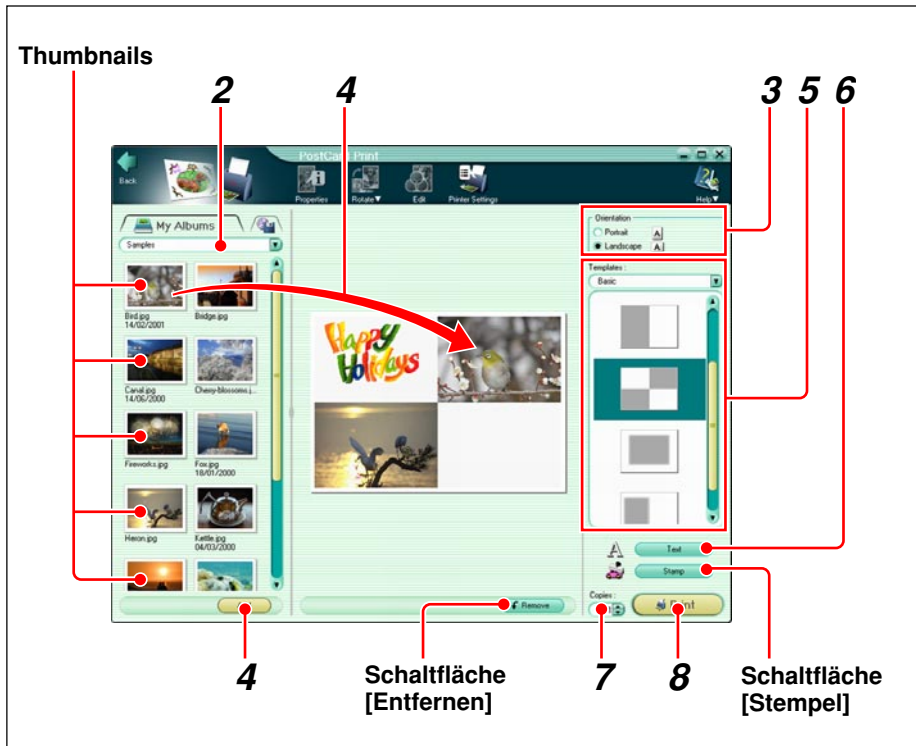 Thumbnails
2
4
3 5 6
PostCard Print
Back
Properties
Rotate
Edit
Printer Settings
Help
My Albums
Samples
Orientation
Portrait A
Landscape A
Templates :
Basic
Bird.jpg
14/02/2001
Bridge.jpg
Canal.jpg
14/06/2000
Cherry-blossoms.j...
Fireworks.jpg
Fox.jpg
18/01/2000
Heron.jpg
Kettle.jpg
04/03/2000
Happy
Holidays
A Text
Stamp
Copies :
1
Print
Remove
4
Schaltfläche
[Entfernen]
7
8
Schaltfläche
[Stempel]